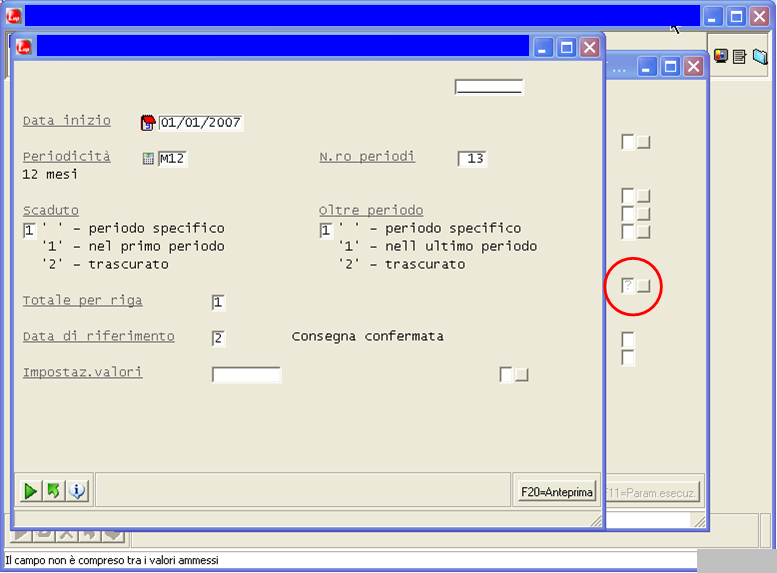 ...
Data inizio 01/01/2007
Periodicità M12 N.ro periodi 13
12 mesi
Scaduto Oltre periodo
1 ' ' - periodo specifico 1 ' ' - periodo specifico
'1' - nel primo periodo '1' - nell ultimo periodo
'2' - trascurato '2' - trascurato
?
Totale per riga 1
Data di riferimento 2 Consegna confermata
Impostaz.valori
F20=Anteprima F11=Param.esecuz.
Il campo non è compreso tra i valori ammessi